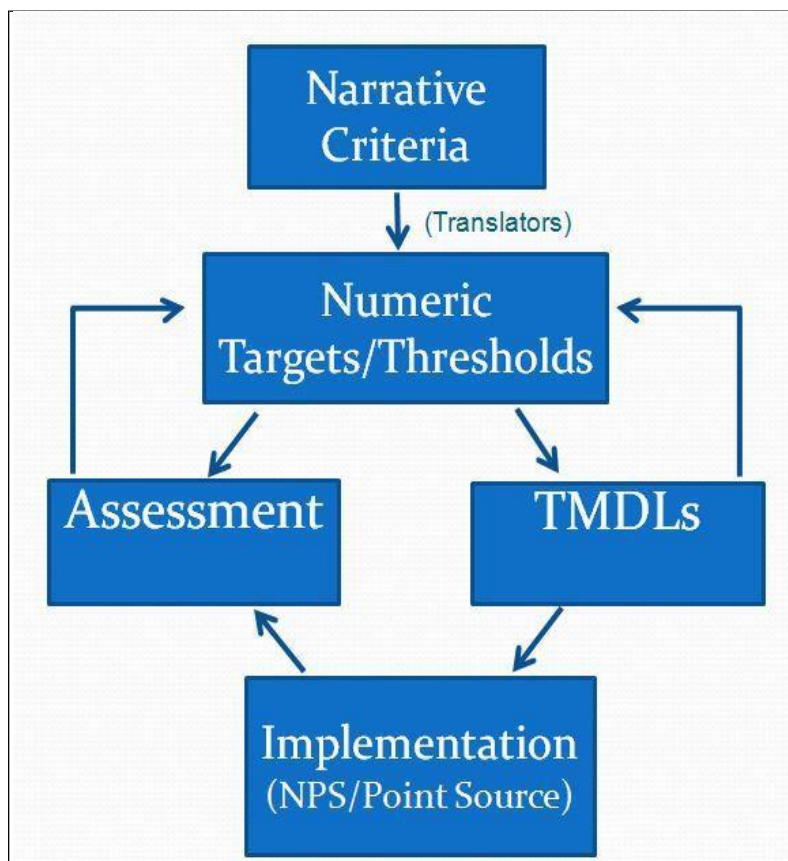 Narrative
Criteria
(Translators)
Numeric
Targets/Thresholds
Assessment
TMDLs
Implementation
(NPS/Point Source)